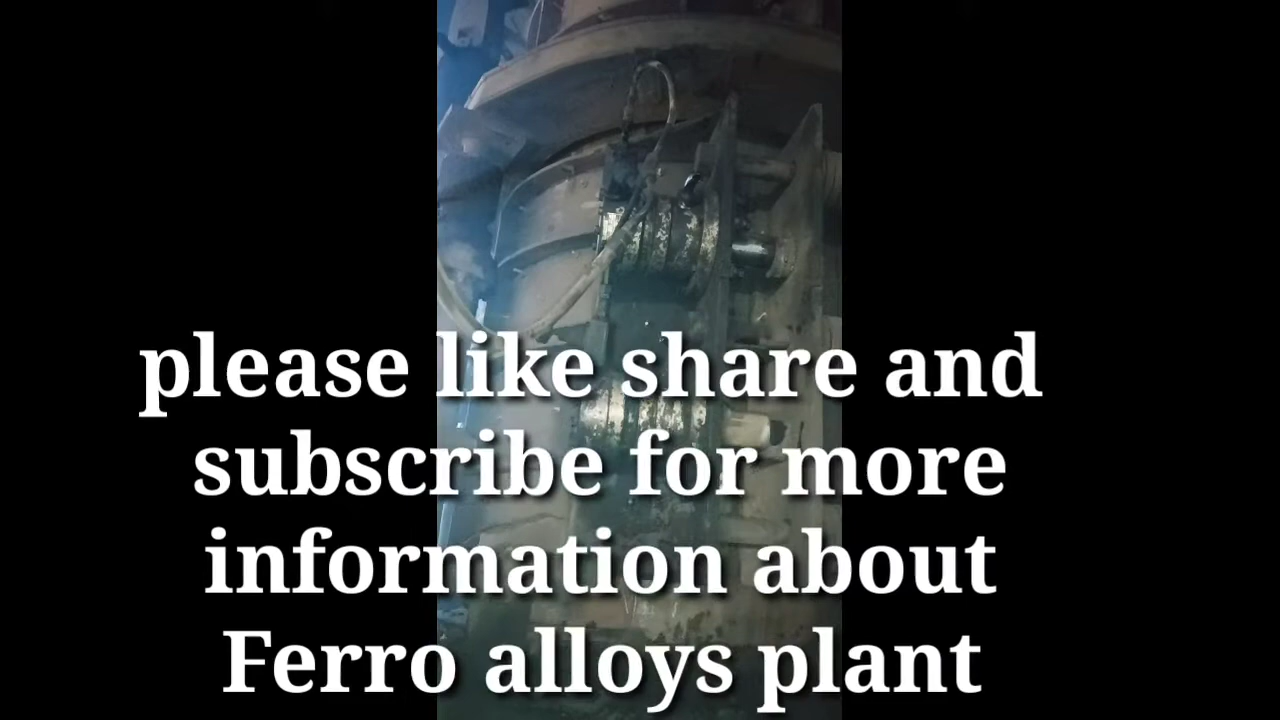 please like share and
subscribe for more
information about
Ferro alloys plant